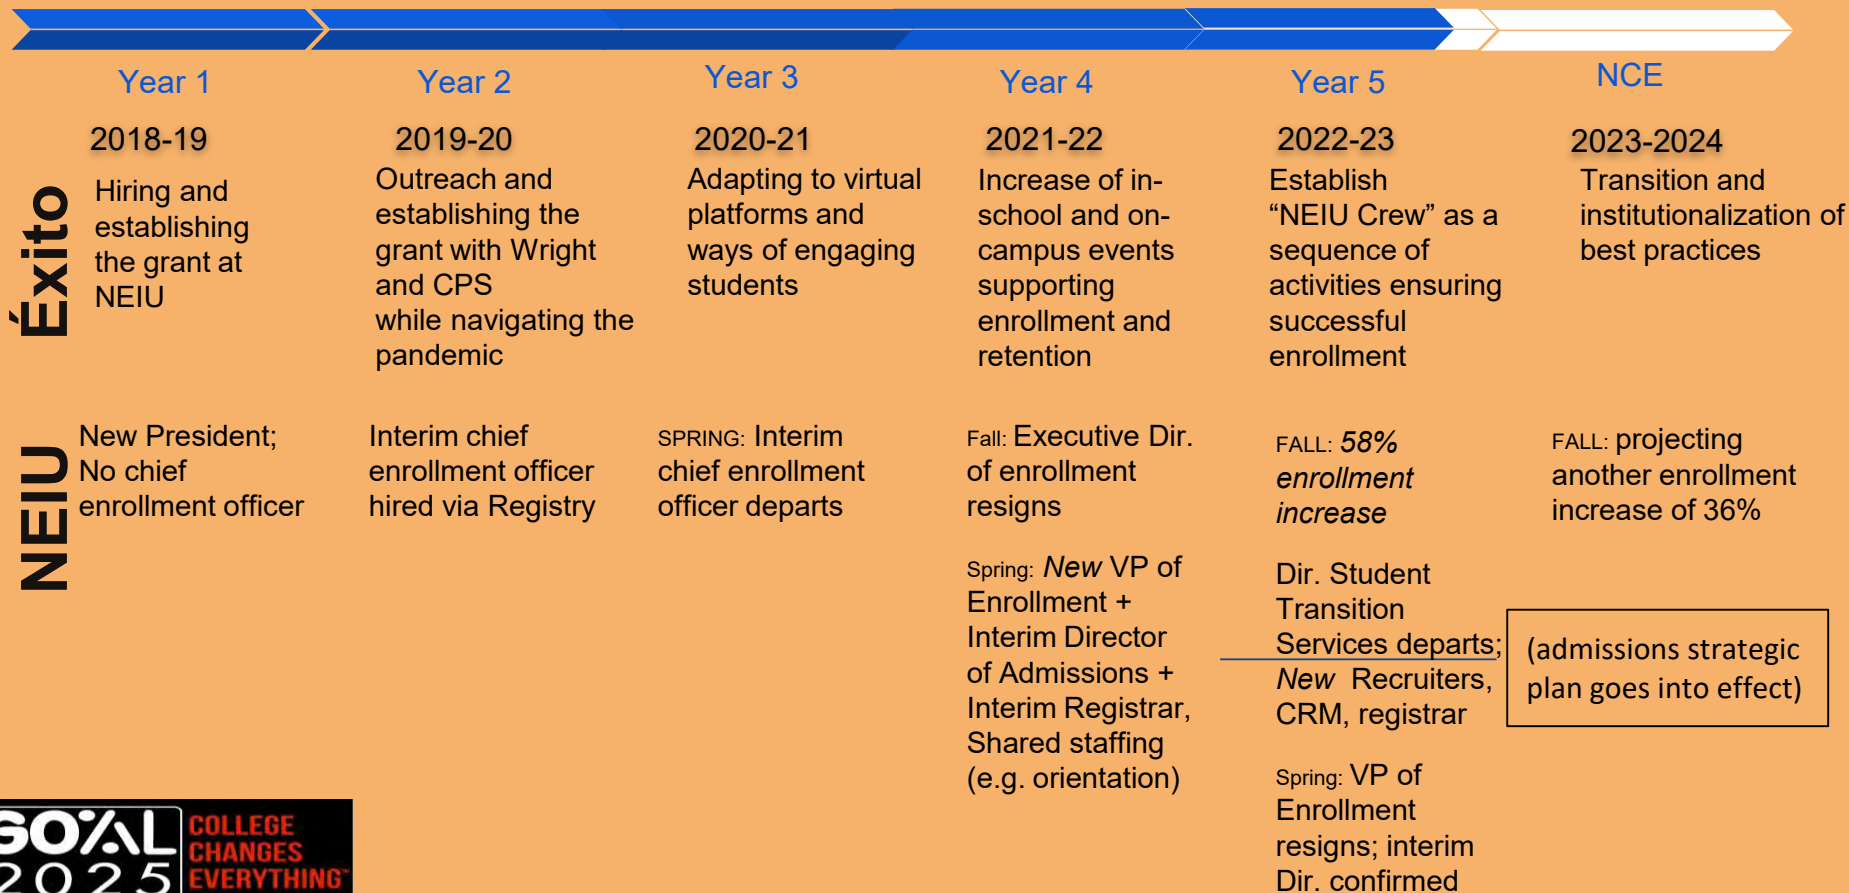 Year 1
Year 2
Year 3
Year 4
Year 5
NCE
2018-19
2019-20
2020-21
2021-22
2022-23
2023-2024
Éxito
Hiring and
establishing
the grant at
NEIU
Outreach and
establishing the
grant with Wright
and CPS
while navigating the
pandemic
Adapting to virtual
platforms and
ways of engaging
students
Increase of in-
school and on-
campus events
supporting
enrollment and
retention
Establish
“NEIU Crew” as a
sequence of
activities ensuring
successful
enrollment
Transition and
institutionalization of
best practices
NEIU
New President;
No chief
enrollment officer
Interim chief
enrollment officer
hired via Registry
SPRING: Interim
chief enrollment
officer departs
Fall: Executive Dir.
of enrollment
resigns
Spring: New VP of
Enrollment +
Interim Director
of Admissions +
Interim Registrar,
Shared staffing
(e.g. orientation)
FALL: 58%
enrollment
increase
Dir. Student
Transition
Services departs;
New Recruiters,
CRM, registrar
Spring: VP of
Enrollment
resigns; interim
Dir. confirmed
FALL: projecting
another enrollment
increase of 36%
(admissions strategic
plan goes into effect)
GOAL
2025
COLLEGE
CHANGES
EVERYTHING™